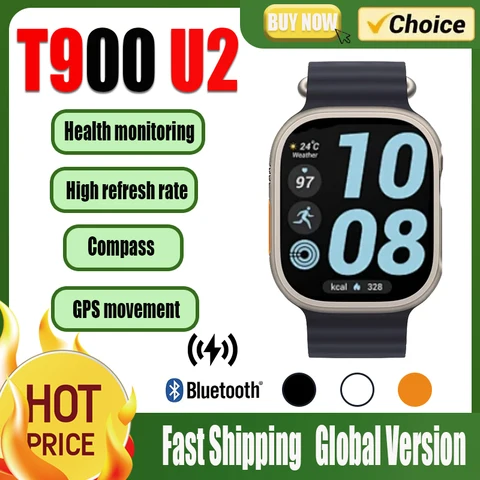 BUY NOW
Choice
T900 U2
Health monitoring
High refresh rate
Compass
GPS movement
24°C
Weather
97
10
08
kcal 328
Bluetooth®
HOT
PRICE
Fast Shipping Global Version